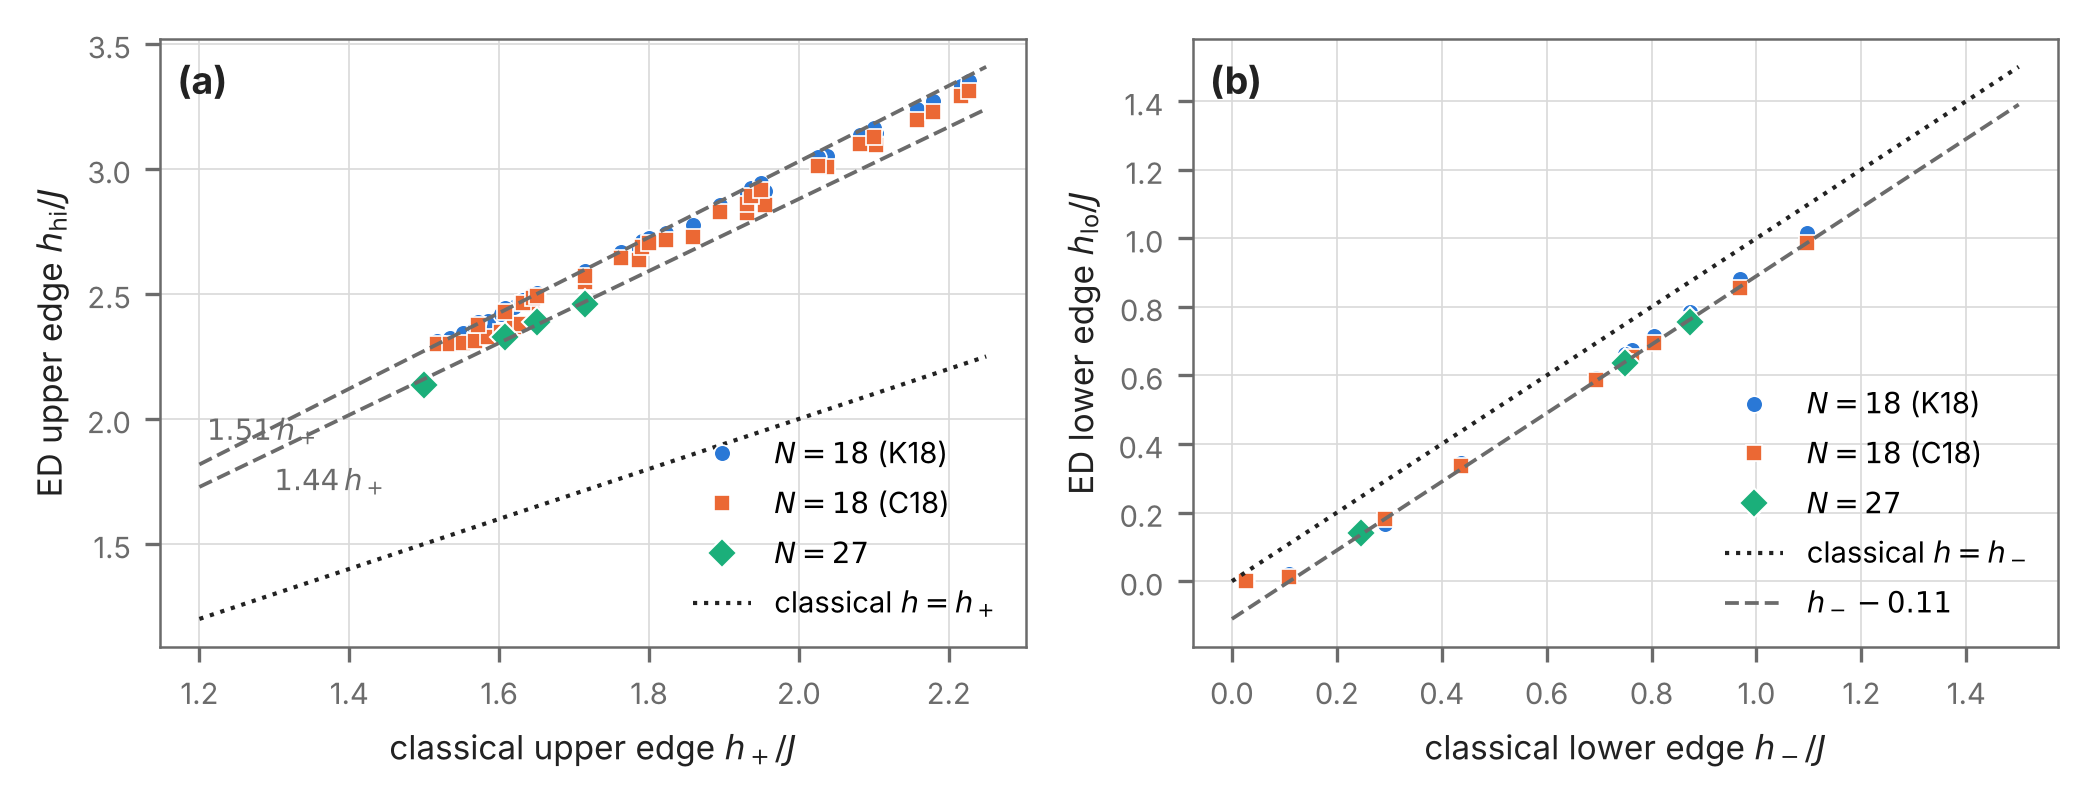 (a)
ED upper edge h_hi/J
3.5
3.0
2.5
2.0
1.5
1.51 h_+
1.44 h_+
N = 18 (K18)
N = 18 (C18)
N = 27
classical h = h_+
1.2 1.4 1.6 1.8 2.0 2.2
classical upper edge h_+/J
(b)
ED lower edge h_lo/J
1.4
1.2
1.0
0.8
0.6
0.4
0.2
0.0
N = 18 (K18)
N = 18 (C18)
N = 27
classical h = h_−
h_− − 0.11
0.0 0.2 0.4 0.6 0.8 1.0 1.2 1.4
classical lower edge h_−/J